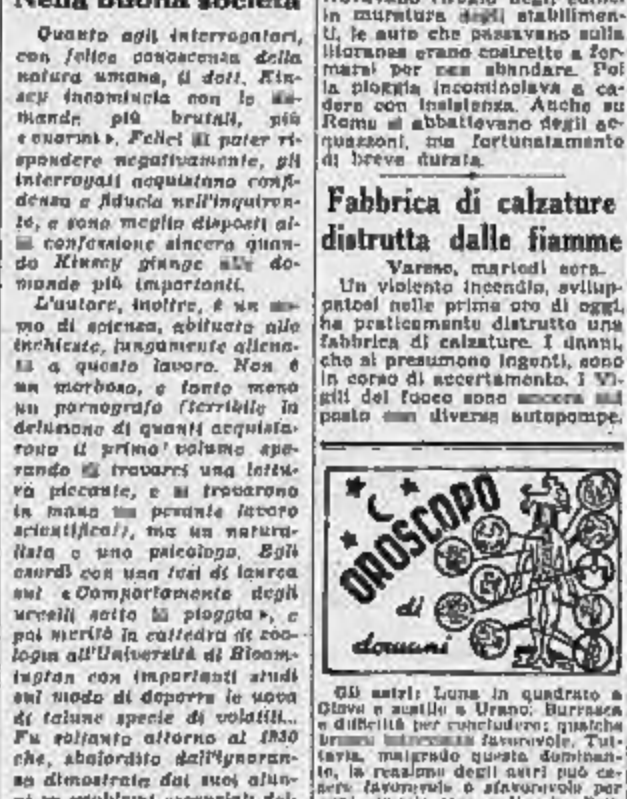 Nella buona società
Quanto agli interrogatori,
con felice conoscenza della
natura umana, il dott. Kin-
sey incomincia con le do-
mande più brutali, più
« enormi ». Felici di poter ri-
spondere negativamente, gli
interrogati acquistano confi-
denza e fiducia nell'inquiren-
te, e sono meglio disposti al-
la confessione sincera quan-
do Kinsey giunge alle do-
mande più importanti.
L'autore, inoltre, è un uo-
mo di scienza, abituato alle
inchieste, lungamente allena-
to a questo lavoro. Non è
un morboso, e tanto meno
un pornografo (terribile la
delusione di quanti acquista-
rono il primo volume spe-
rando di trovarci una lettu-
ra piccante, e si trovarono
in mano un pesante lavoro
scientifico!), ma un natura-
lista e uno psicologo. Egli
esordì con una tesi di laurea
sul « Comportamento degli
uccelli sotto la pioggia », e
poi meritò la cattedra di zoo-
logia all'Università di Bloom-
ington con importanti studi
sul modo di deporre le uova
di talune specie di volatili...
Fu soltanto attorno al 1930
che, sbalordito dall'ignoran-
za dimostrata dai suoi alun-
in muratura degli stabilimen-
ti, le auto che passavano sulla
litoranea erano costrette a fer-
marsi per non sbandare. Poi
la pioggia incominciava a ca-
dere con insistenza. Anche su
Roma si abbattevano degli ac-
quazzoni, ma fortunatamente
di breve durata.
Fabbrica di calzature
distrutta dalle fiamme
Varese, martedì sera.
Un violento incendio, svilup-
patosi nelle prime ore di oggi,
ha praticamente distrutto una
fabbrica di calzature. I danni,
che si presumono ingenti, sono
in corso di accertamento. I Vi-
gili del fuoco sono ancora sul
posto con diverse autopompe.
OROSCOPO
di
domani
Gli astri: Luna in quadrato a
Giove e sestile a Urano: Burrasca
e difficoltà per concludere; qualche
favorevole. Tut-
tavia, malgrado questa dominan-
te, la reazione degli astri può es-
sere favorevole o sfavorevole per